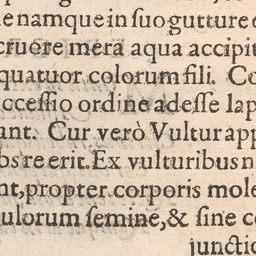 e namque in ſuo gutture
cruore mera aqua accipit
quatuor colorum fili. Co
cceſſio ordine adeſſe lap
ant. Cur verò Vultur app
bs re erit. Ex vulturibus n
nt, propter corporis mole
ulorum ſemine, & ſine c
junctio